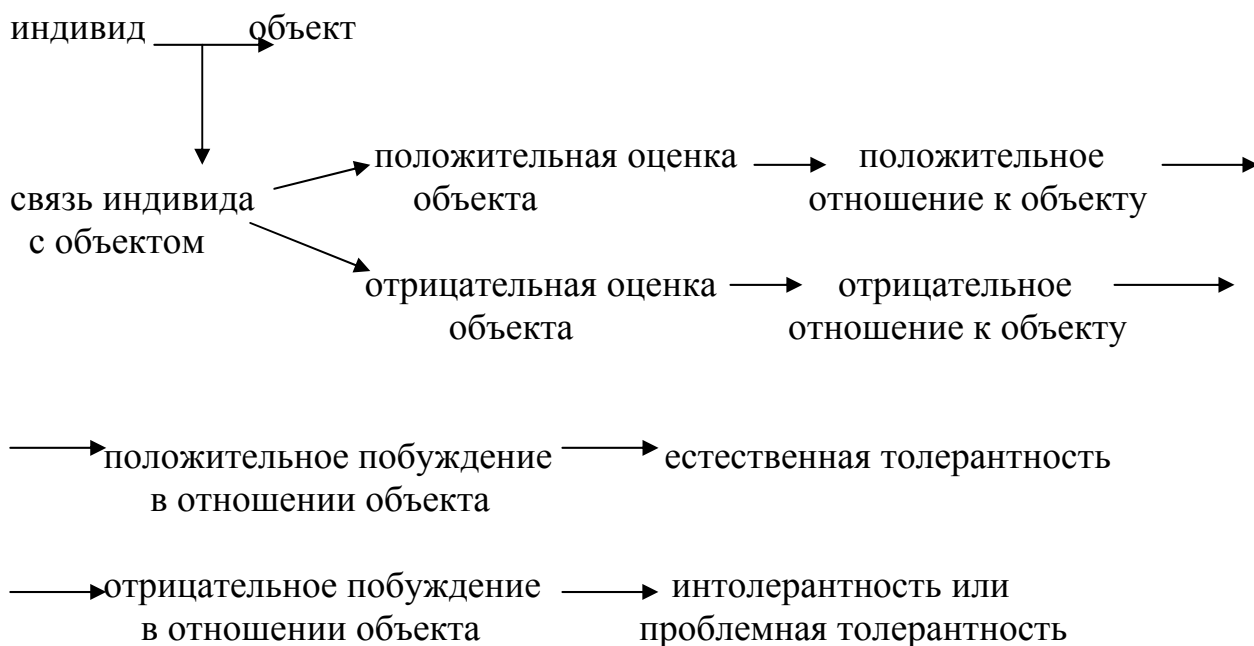 индивид объект
положительная оценка положительное
связь индивида объекта отношение к объекту
с объектом
отрицательная оценка отрицательное
объекта отношение к объекту
положительное побуждение естественная толерантность
в отношении объекта
отрицательное побуждение интолерантность или
в отношении объекта проблемная толерантность